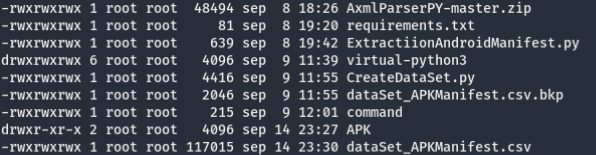 -rwxrwxrwx 1 root root 48494 sep 8 18:26 AxmlParserPY-master.zip
-rwxrwxrwx 1 root root 81 sep 8 19:20 requirements.txt
-rwxrwxrwx 1 root root 639 sep 8 19:42 ExtractiionAndroidManifest.py
drwxrwxrwx 6 root root 4096 sep 9 11:39 virtual-python3
-rwxrwxrwx 1 root root 4416 sep 9 11:55 CreateDataSet.py
-rwxrwxrwx 1 root root 2046 sep 9 11:55 dataSet_APKManifest.csv.bkp
-rwxrwxrwx 1 root root 215 sep 9 12:01 command
drwxr-xr-x 2 root root 4096 sep 14 23:27 APK
-rwxrwxrwx 1 root root 117015 sep 14 23:30 dataSet_APKManifest.csv